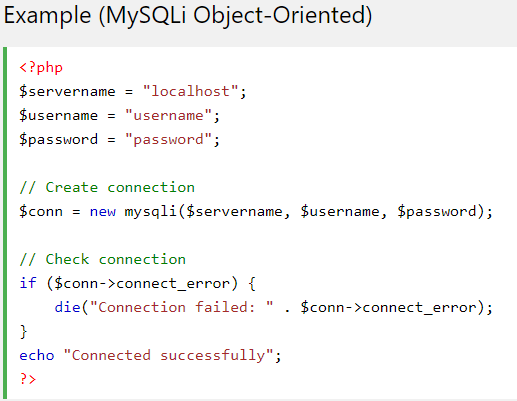 Example (MySQLi Object-Oriented)
<?php
$servername = "localhost";
$username = "username";
$password = "password";

// Create connection
$conn = new mysqli($servername, $username, $password);

// Check connection
if ($conn->connect_error) {
    die("Connection failed: " . $conn->connect_error);
}
echo "Connected successfully";
?>